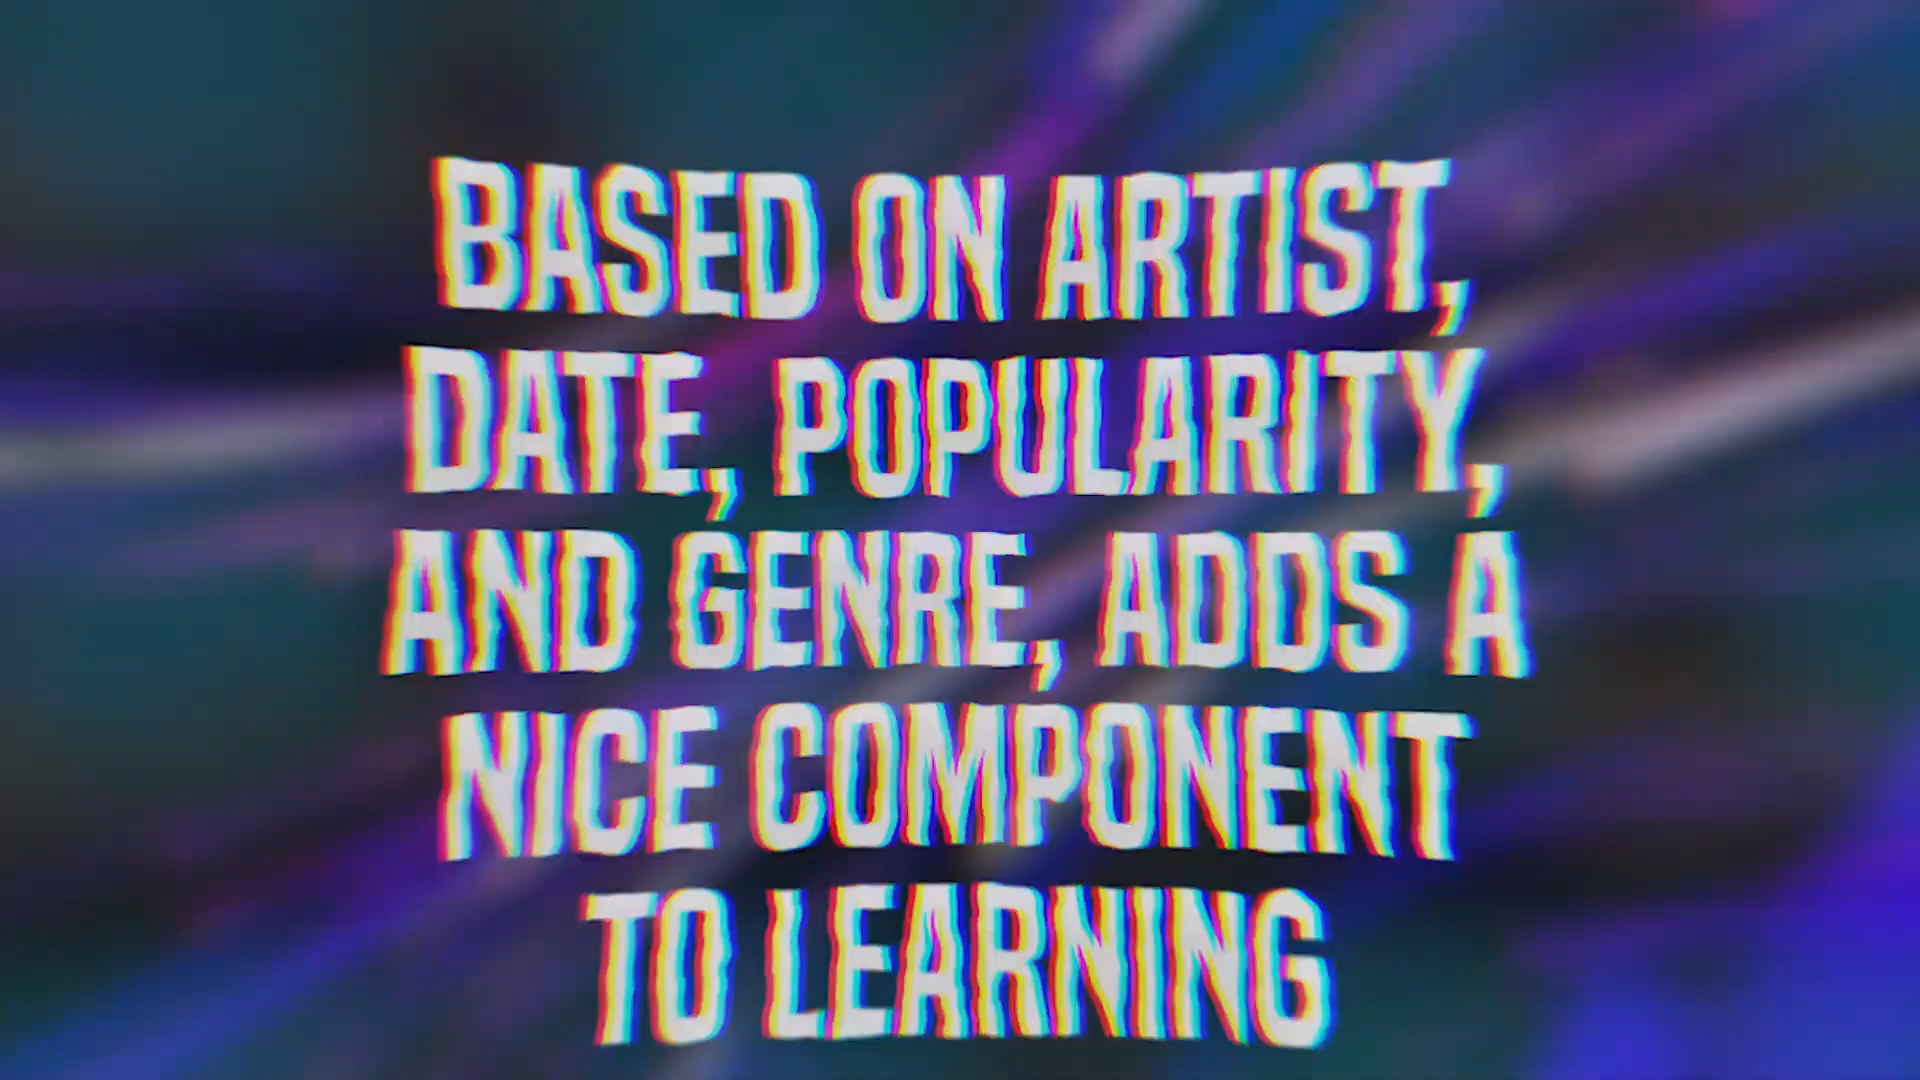 BASED ON ARTIST,
DATE, POPULARITY,
AND GENRE, ADDS A
NICE COMPONENT
TO LEARNING